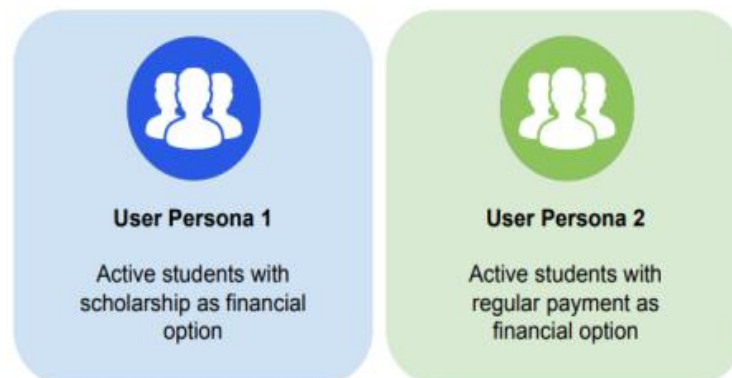 User Persona 1
Active students with
scholarship as financial
option
User Persona 2
Active students with
regular payment as
financial option